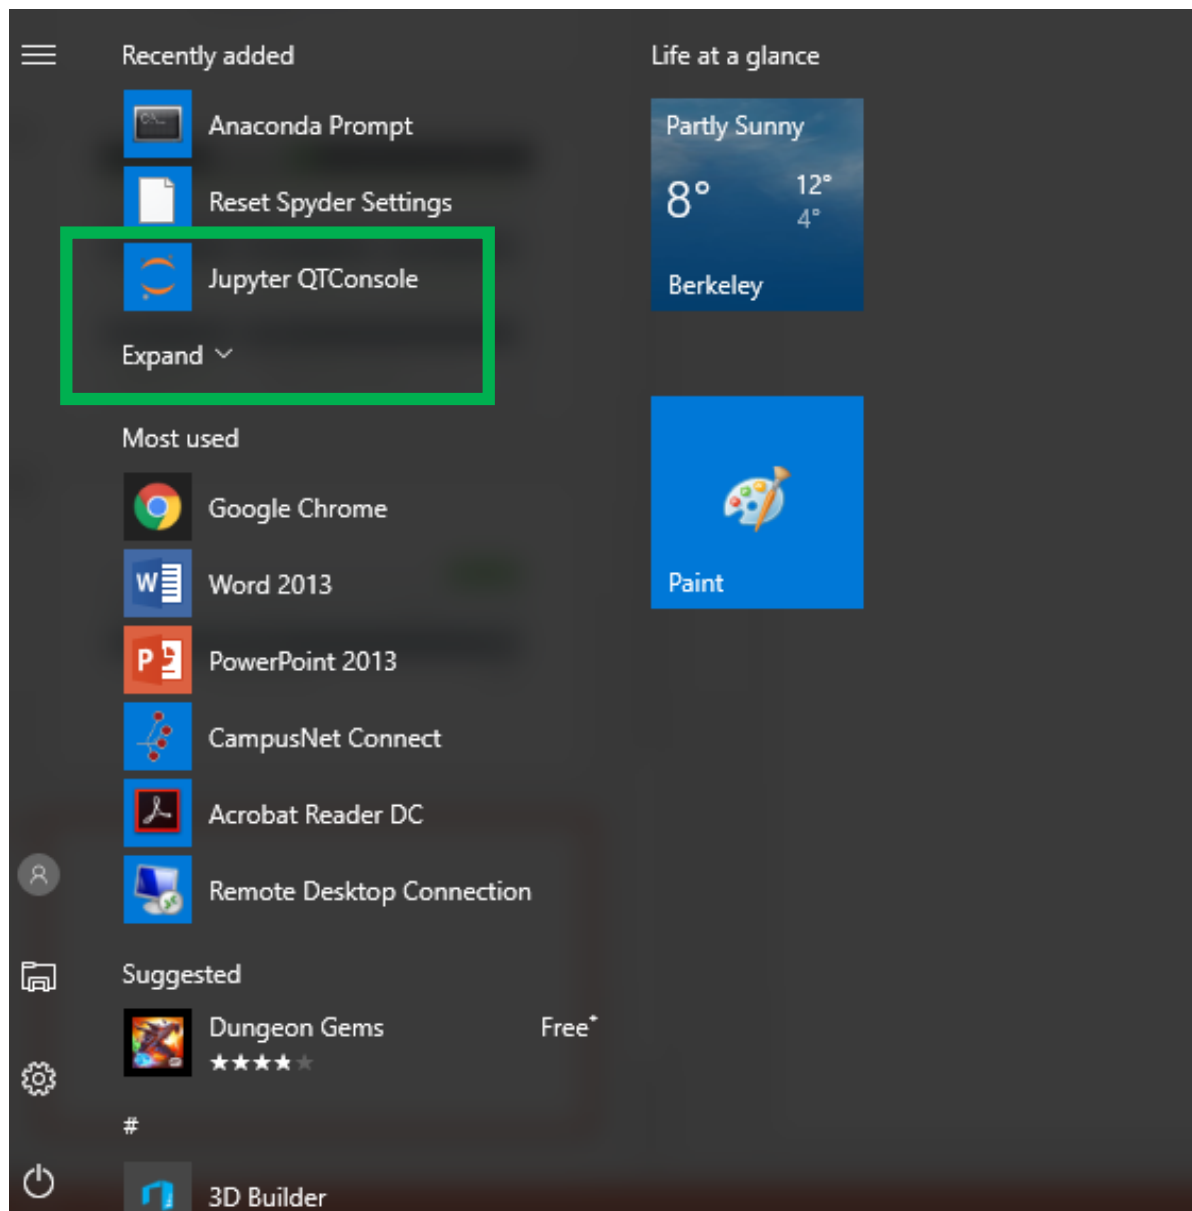 Recently added
Anaconda Prompt
Reset Spyder Settings
Jupyter QTConsole
Expand
Most used
Google Chrome
Word 2013
PowerPoint 2013
CampusNet Connect
Acrobat Reader DC
Remote Desktop Connection
Suggested
Dungeon Gems Free+
#
3D Builder
Life at a glance
Partly Sunny
8° 12°
4°
Berkeley
Paint